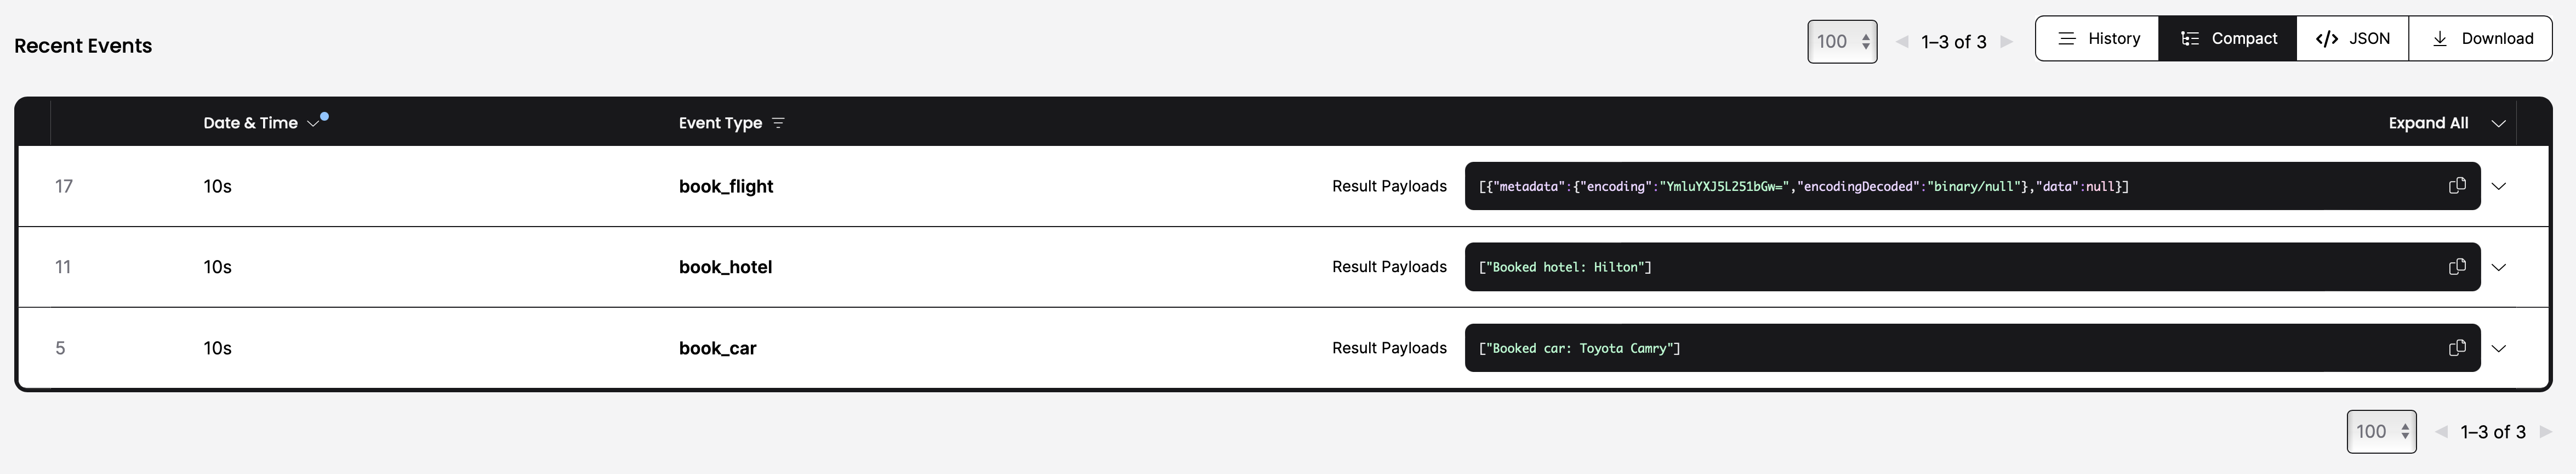 Recent Events
100 1–3 of 3 History Compact </> JSON Download
Date & Time Event Type Expand All
17 10s book_flight Result Payloads [{"metadata":{"encoding":"YmluYXJ5L251bGw=","encodingDecoded":"binary/null"},"data":null}]
11 10s book_hotel Result Payloads ["Booked hotel: Hilton"]
5 10s book_car Result Payloads ["Booked car: Toyota Camry"]
100 1–3 of 3